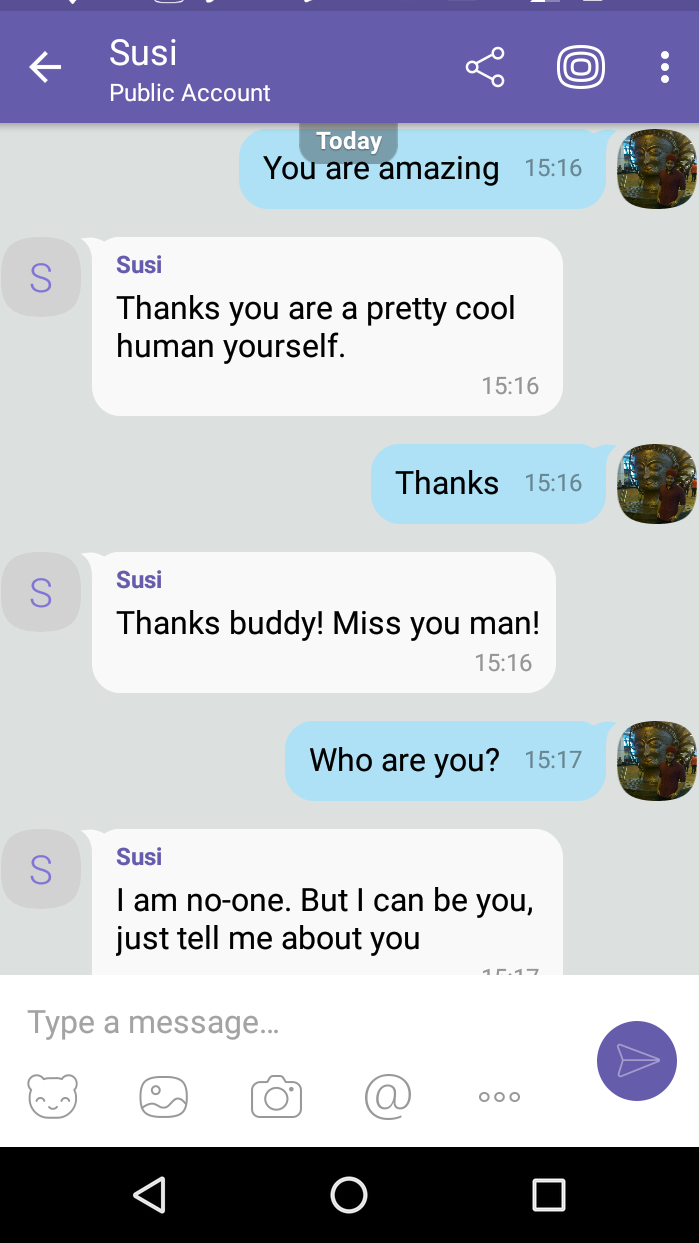 Susi
Public Account
Today
You are amazing 15:16
S
Susi
Thanks you are a pretty cool
human yourself.
15:16
Thanks 15:16
S
Susi
Thanks buddy! Miss you man!
15:16
Who are you? 15:17
S
Susi
I am no-one. But I can be you,
just tell me about you
15:17
Type a message...